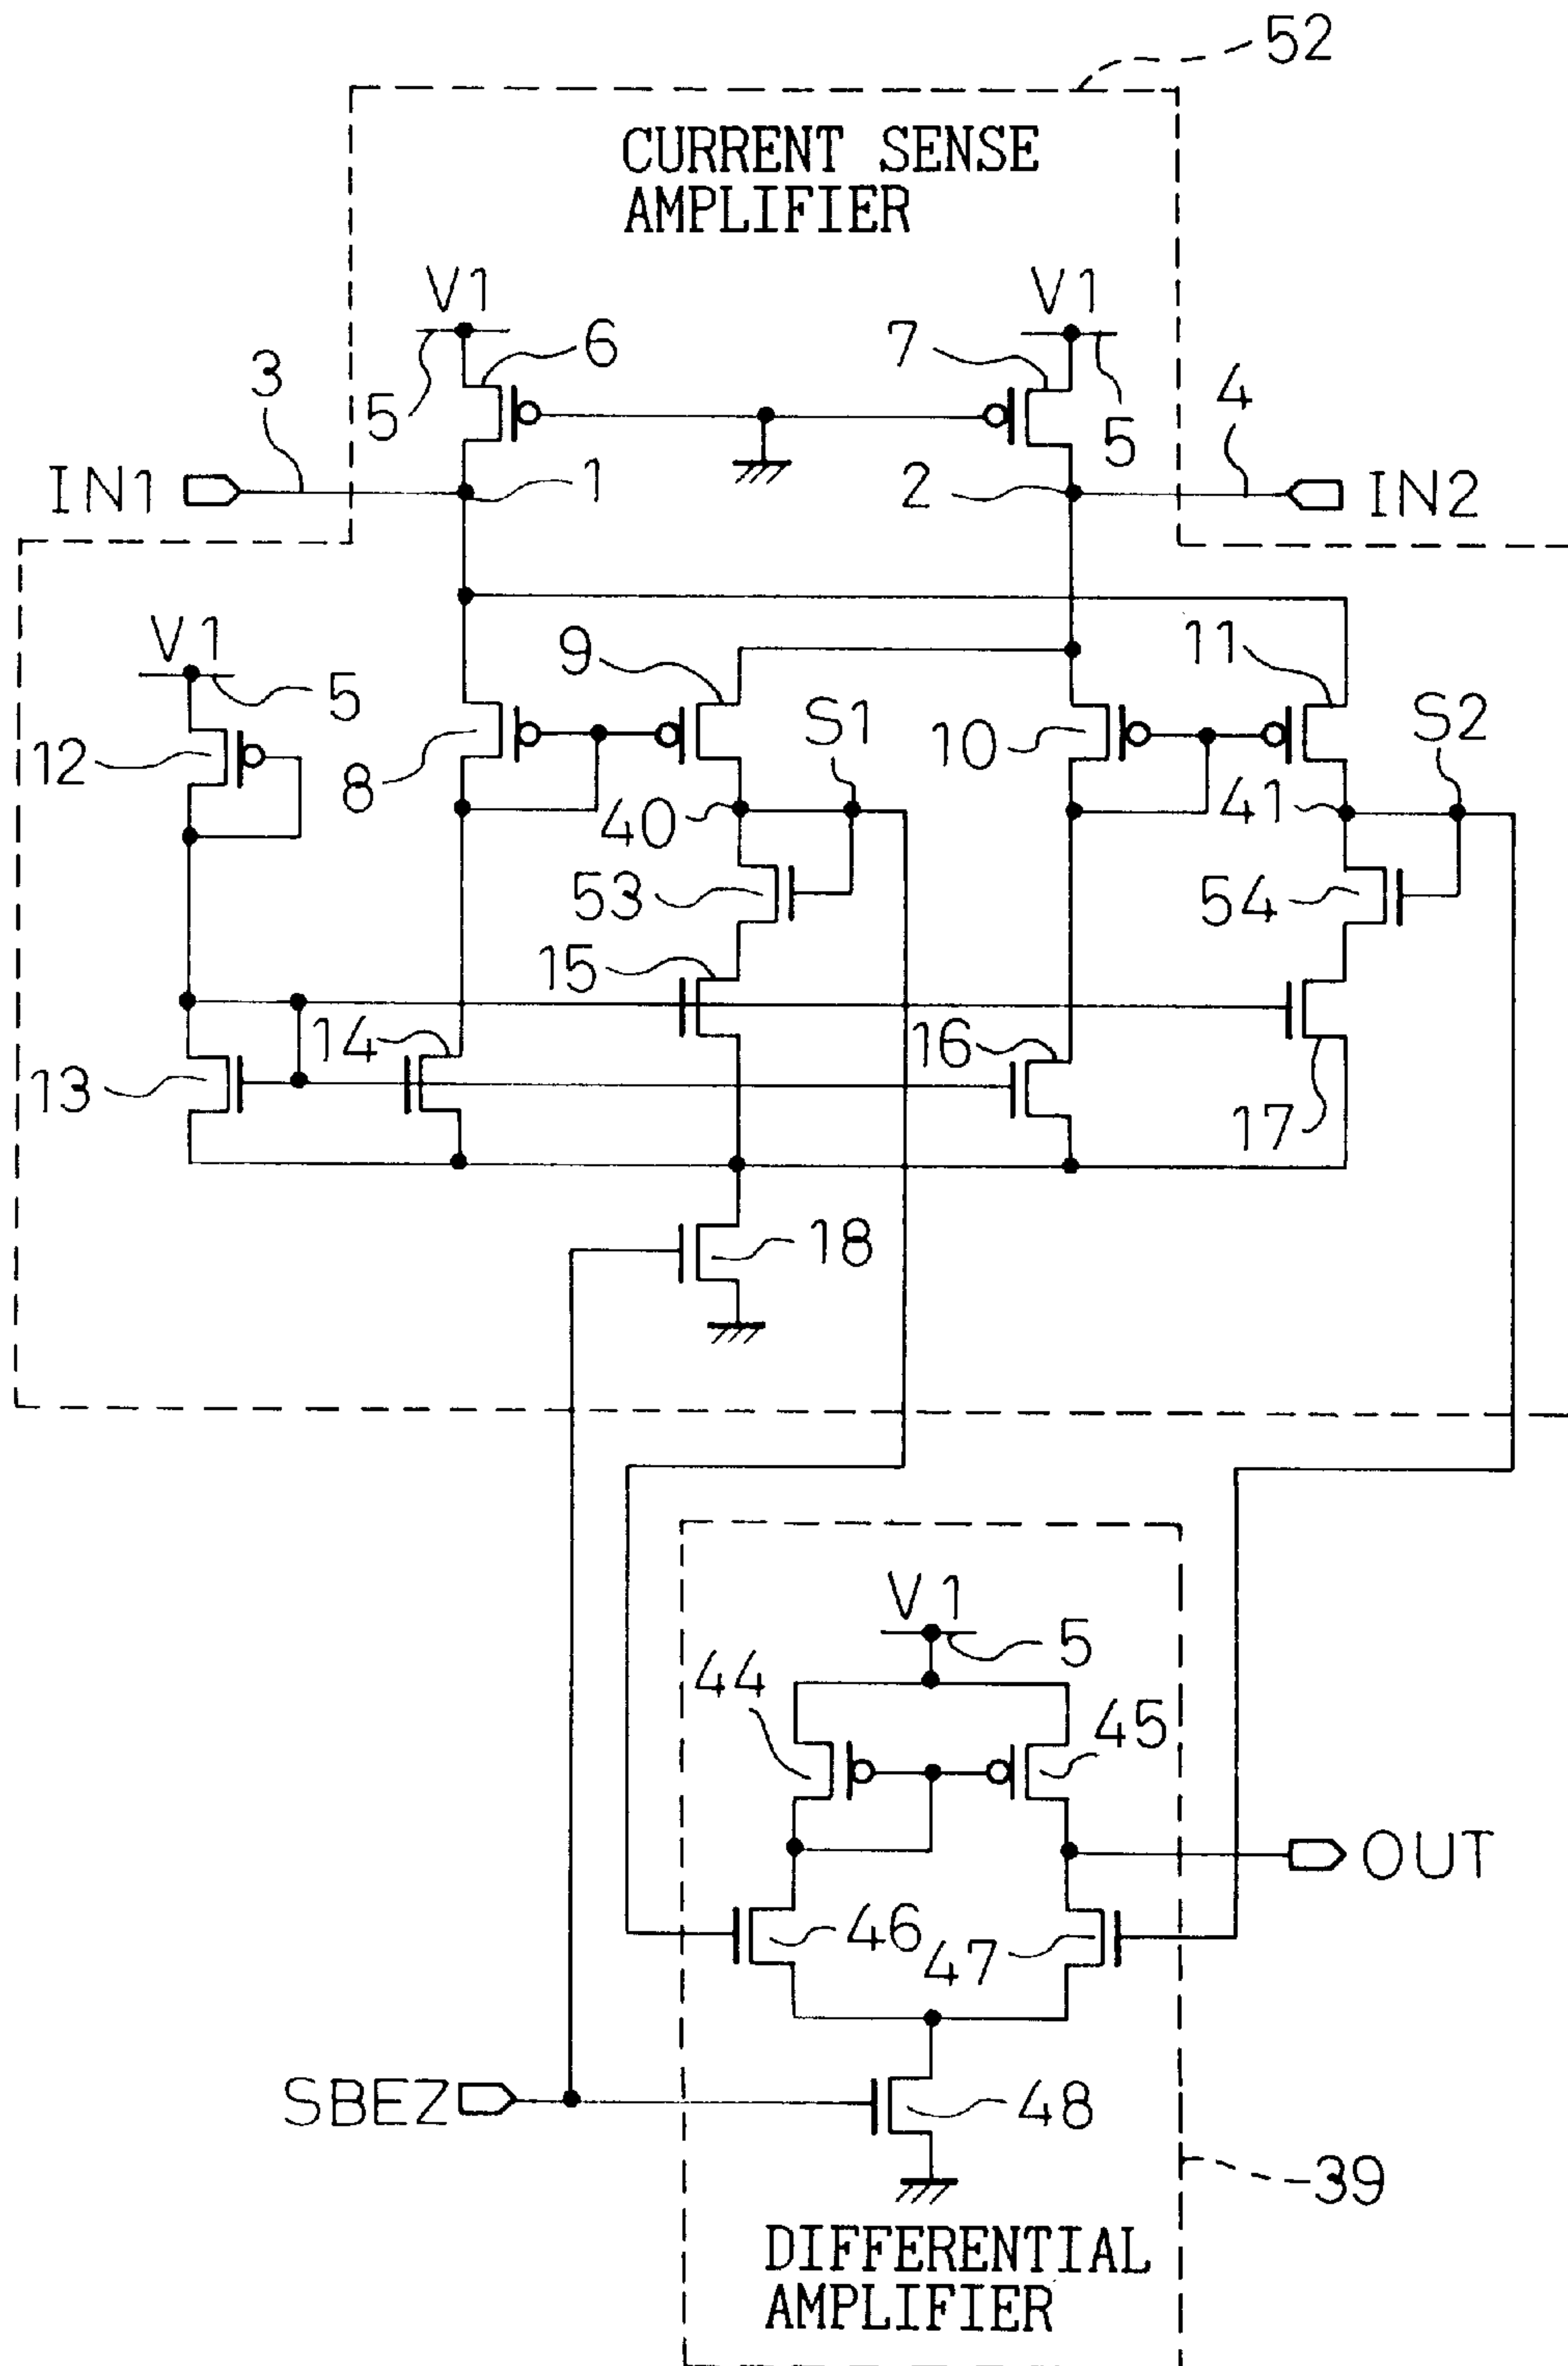 52
CURRENT SENSE
AMPLIFIER
V1
V1
6
7
3
5
5
4
IN1
1
2
IN2
V1
5
9
11
12
8
S1
10
S2
40
41
53
54
15
14
16
13
17
18
V1
5
44
45
OUT
46
47
SBEZ
48
39
DIFFERENTIAL
AMPLIFIER